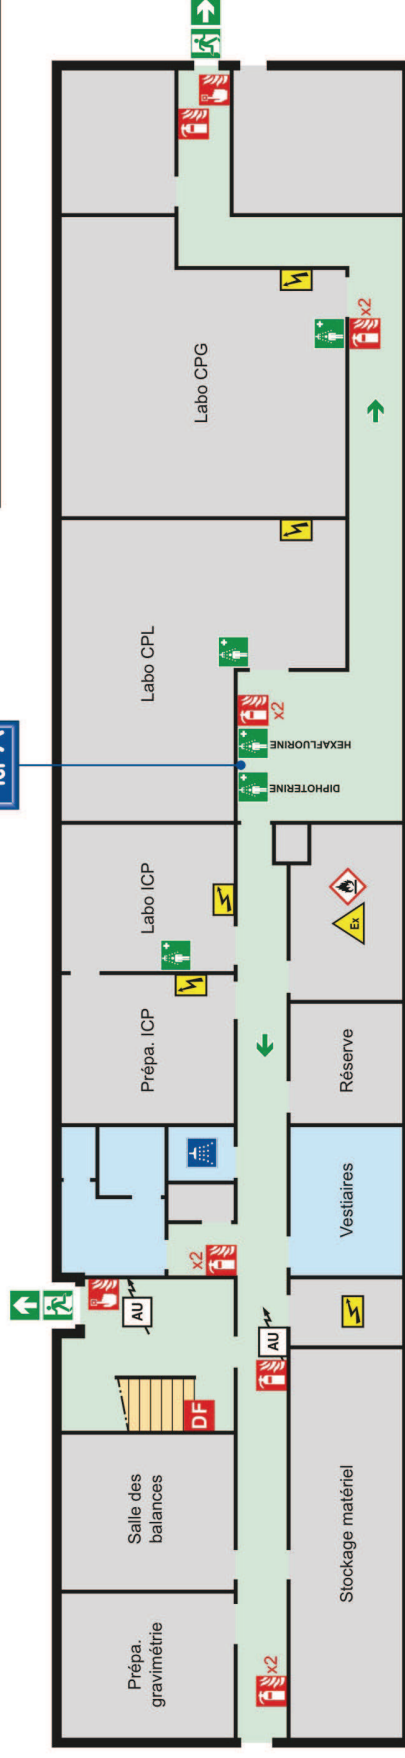 Prépa.
gravimétrie
Salle des
balances
DF
AU
x2
Prépa. ICP
Labo ICP
Labo CPL
Labo CPG
x2
AU
DIPHOTERINE
HEXAFLUORINE
x2
x2
Stockage matériel
Vestiaires
Réserve
Ex